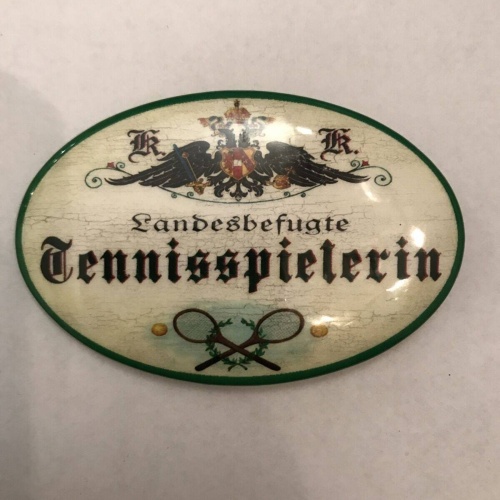 K. K.
Landesbefugte
Tennisspielerin